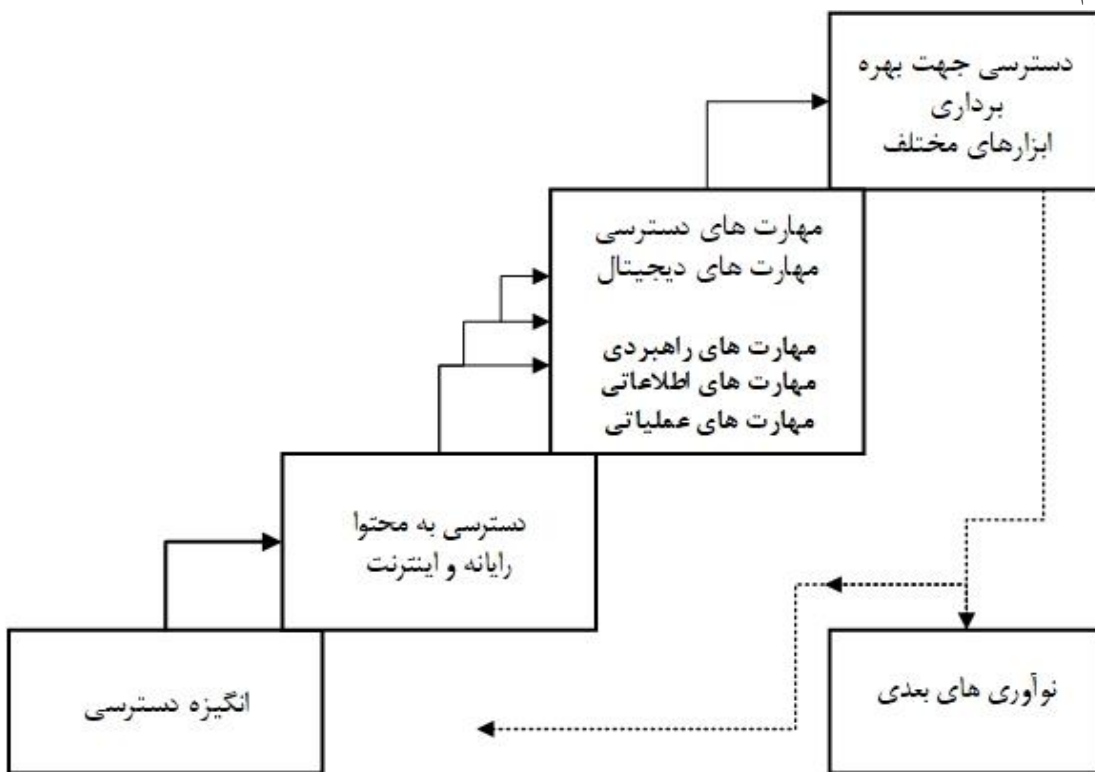 دسترسی جهت بهره
برداری
ابزارهای مختلف
مهارت های دسترسی
مهارت های دیجیتال
مهارت های راهبردی
مهارت های اطلاعاتی
مهارت های عملیاتی
دسترسی به محتوا
رایانه و اینترنت
انگیزه دسترسی
نوآوری های بعدی